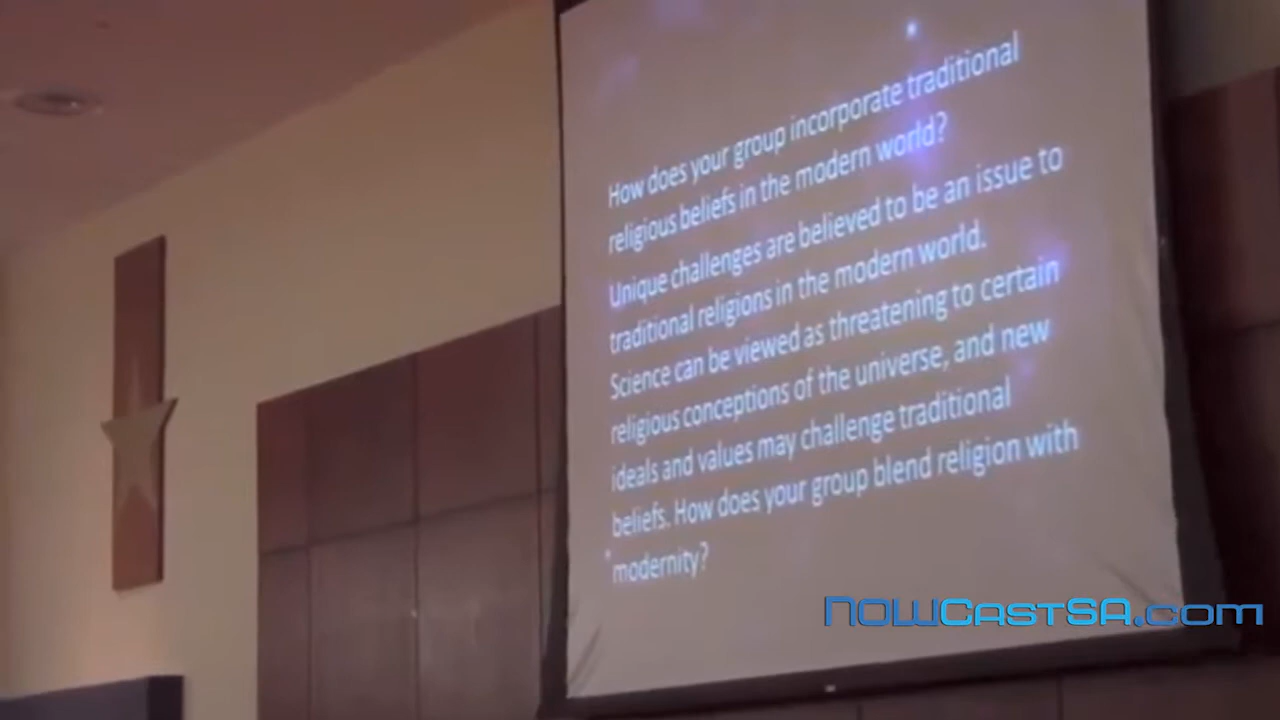 How does your group incorporate traditional
religious beliefs in the modern world?
Unique challenges are believed to be an issue to
traditional religions in the modern world.
Science can be viewed as threatening to certain
religious conceptions of the universe, and new
ideals and values may challenge traditional
beliefs. How does your group blend religion with
modernity?
NOWCastSA.com